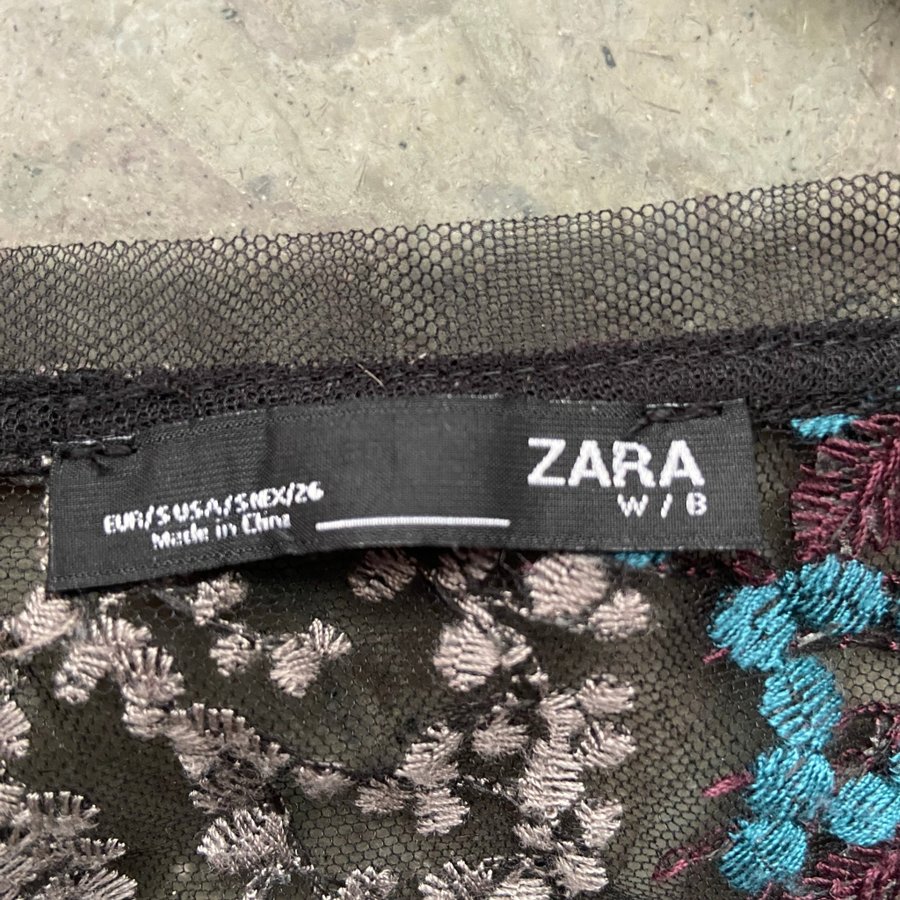 ZARA
W / B
EUR/S USA/S MEX/26
Made in China